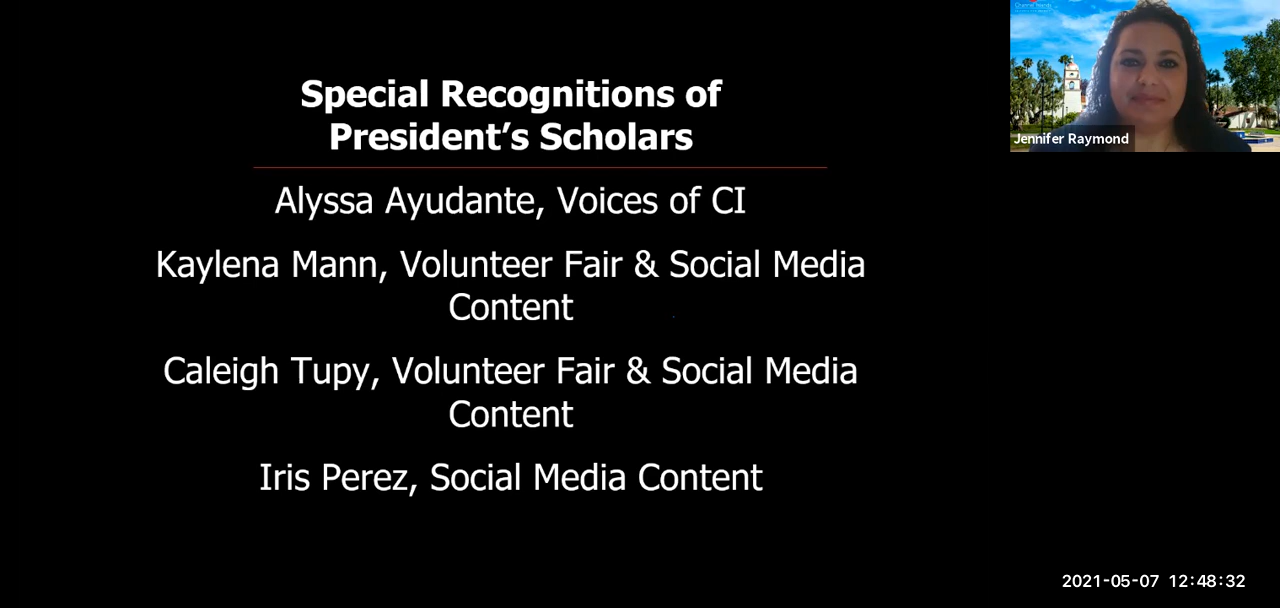 Special Recognitions of
President's Scholars
Alyssa Ayudante, Voices of CI
Kaylena Mann, Volunteer Fair & Social Media
Content
Caleigh Tupy, Volunteer Fair & Social Media
Content
Iris Perez, Social Media Content
Jennifer Raymond
2021-05-07 12:48:32